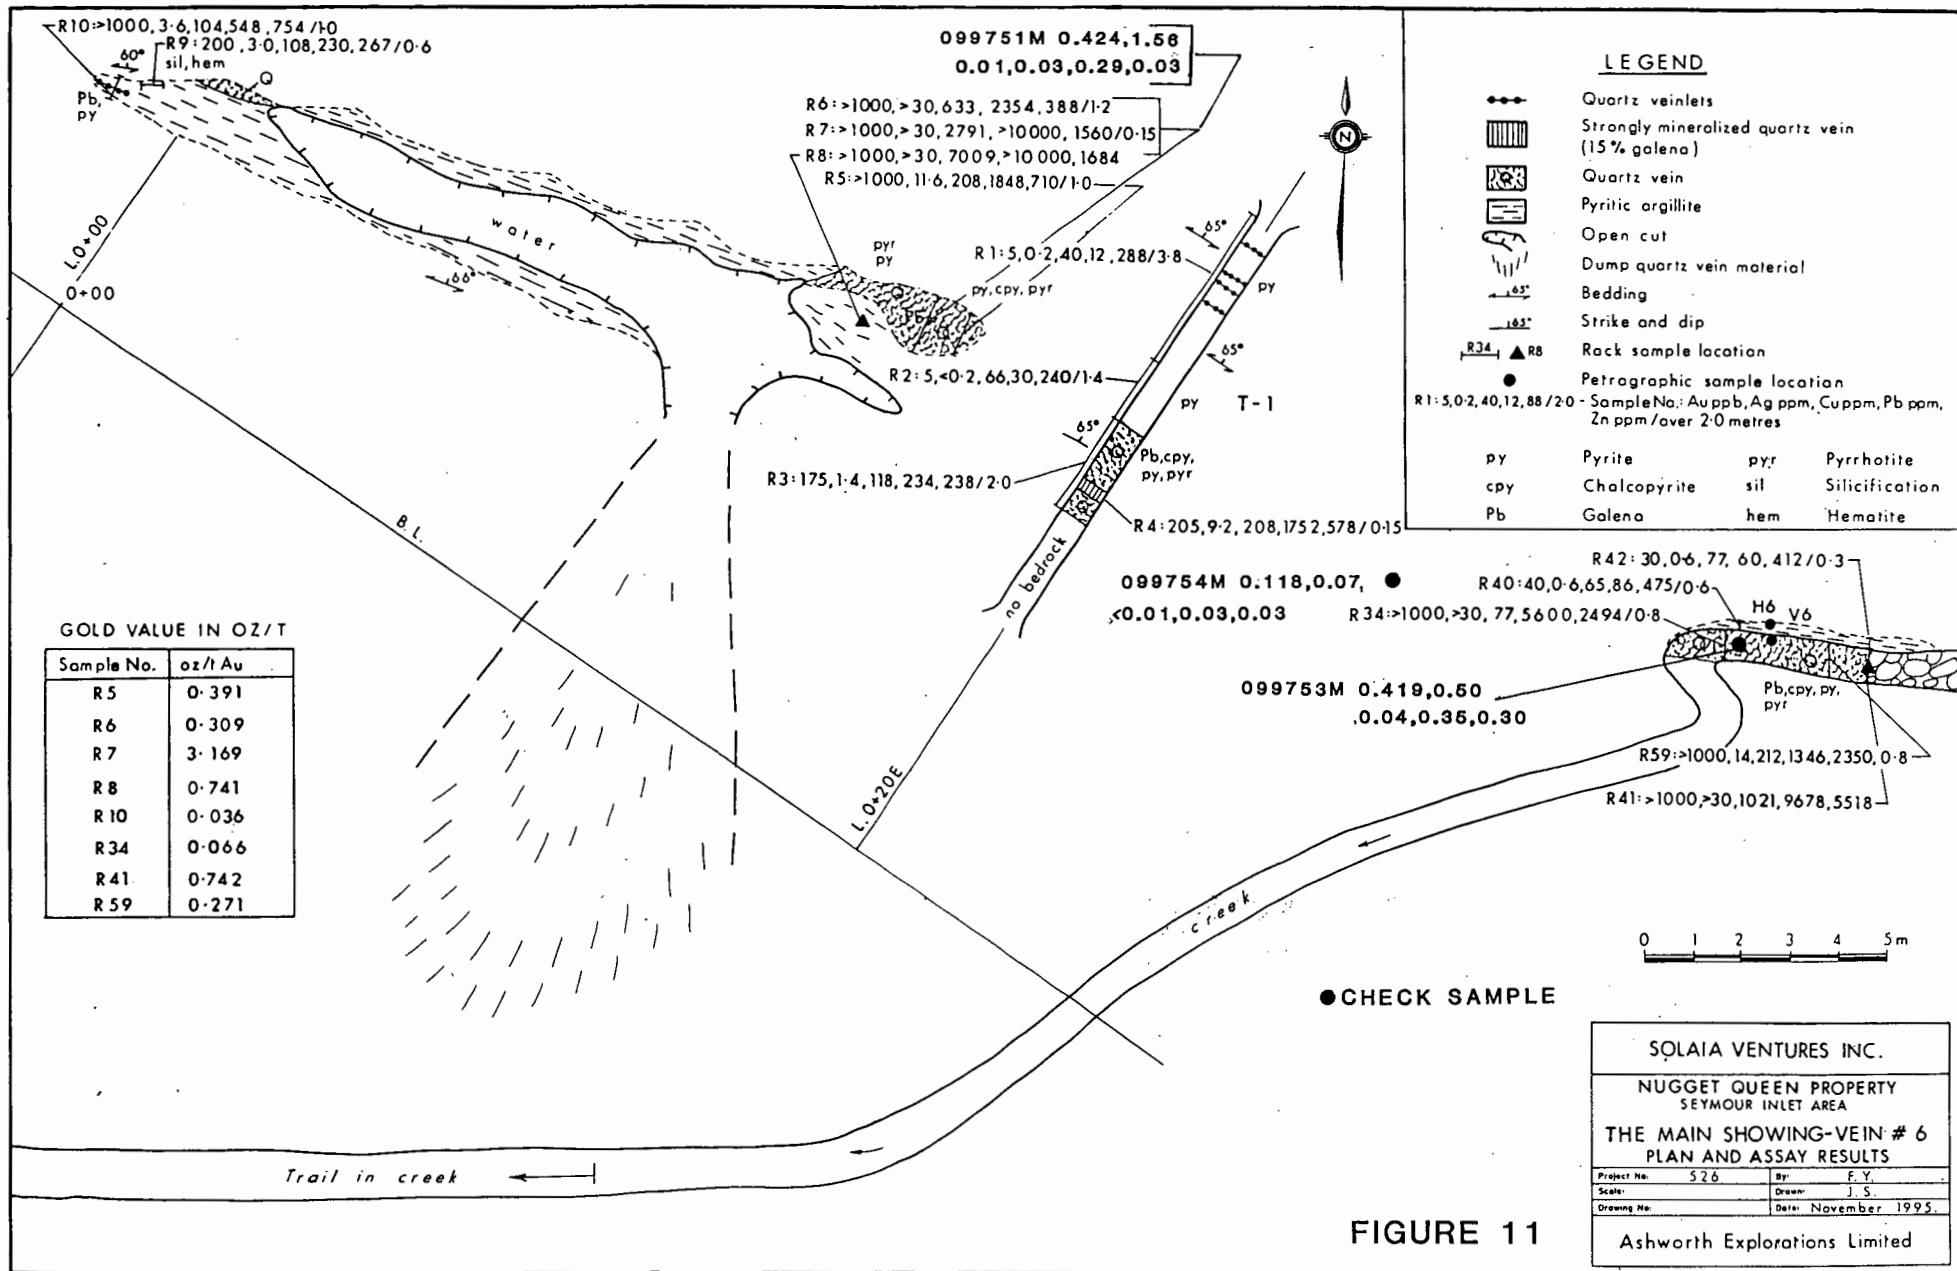 R10:>1000, 3·6, 104, 548, 754/1·0
R9: 200, 3·0, 108, 230, 267/0·6
sil, hem
60°
Q
Pb,
py
099751M 0.424,1.56
0.01,0.03,0.29,0.03
R6:>1000,>30,633, 2354, 388/1·2
R7:>1000,>30, 2791, >10000, 1560/0·15
R8:>1000,>30, 7009, >10000, 1684
R5:>1000, 11·6, 208, 1848, 710/1·0
N
water
66°
pyr
py
R1:5,0·2,40,12, 288/3·8
65°
py, cpy, pyr
Q
Pb
Q
py
L.0+00
0+00
65°
R2:5,<0·2, 66,30, 240/1·4
py
T-1
65°
Q
Pb,cpy,
py, pyr
R3:175, 1·4, 118, 234, 238/2·0
Q
R4:205, 9·2, 208, 1752, 578/0·15
B.L.
no bedrock
L.0+20E
LEGEND
Quartz veinlets
Strongly mineralized quartz vein
(15% galena)
Q
Quartz vein
Pyritic argillite
Open cut
Dump quartz vein material
65°
Bedding
65°
Strike and dip
R34
R8
Rock sample location
Petrographic sample location
R1:5,0·2,40,12,88/2·0 - Sample No.: Au ppb, Ag ppm, Cu ppm, Pb ppm,
Zn ppm/over 2·0 metres
py Pyrite pyr Pyrrhotite
cpy Chalcopyrite sil Silicification
Pb Galena hem Hematite
R42: 30,0·6, 77, 60, 412/0·3
099754M 0.118,0.07,
<0.01,0.03,0.03
R40:40,0·6,65,86, 475/0·6
R34:>1000,>30, 77,5600,2494/0·8
H6
V6
Q
Q
099753M 0.419,0.50
0.04,0.35,0.30
Pb,cpy, py,
pyr
R59:>1000,14,212,1346,2350, 0·8
R41:>1000,>30,1021,9678,5518
GOLD VALUE IN OZ/T
Sample No. oz/t Au
R5 0·391
R6 0·309
R7 3·169
R8 0·741
R10 0·036
R34 0·066
R41 0·742
R59 0·271
creek
0 1 2 3 4 5m
CHECK SAMPLE
Trail in creek
SOLAIA VENTURES INC.
NUGGET QUEEN PROPERTY
SEYMOUR INLET AREA
THE MAIN SHOWING-VEIN # 6
PLAN AND ASSAY RESULTS
Project No: 526 By: F. Y.
Scale: Drawn: J. S.
Drawing No: Date: November 1995.
Ashworth Explorations Limited
FIGURE 11